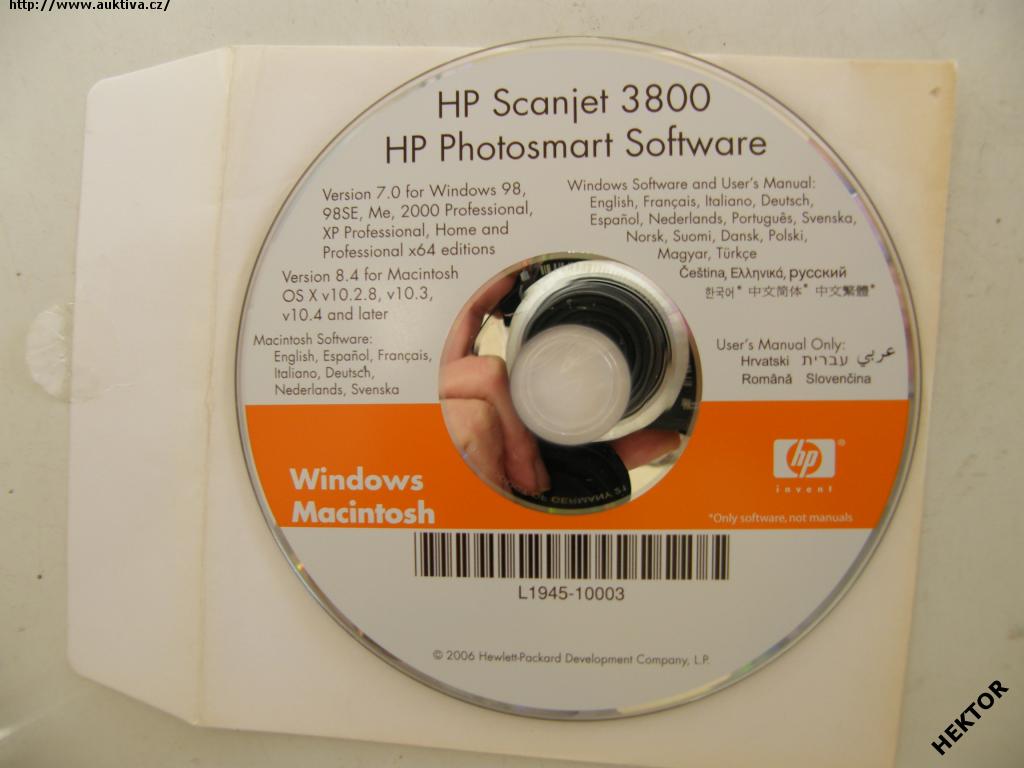 http://www.auktiva.cz/
HP Scanjet 3800
HP Photosmart Software
Version 7.0 for Windows 98,
98SE, Me, 2000 Professional,
XP Professional, Home and
Professional x64 editions
Version 8.4 for Macintosh
OS X v10.2.8, v10.3,
v10.4 and later
Macintosh Software:
English, Español, Français,
Italiano, Deutsch,
Nederlands, Svenska
Windows Software and User's Manual:
English, Français, Italiano, Deutsch,
Español, Nederlands, Português, Svenska,
Norsk, Suomi, Dansk, Polski,
Magyar, Türkçe
Čeština, Ελληνικά, русский
한국어* 中文简体* 中文繁體*
User's Manual Only:
Hrvatski עברית عربي
Română Slovenčina
Windows
Macintosh
hp®
invent
*Only software, not manuals
L1945-10003
© 2006 Hewlett-Packard Development Company, L.P.
HEKTOR